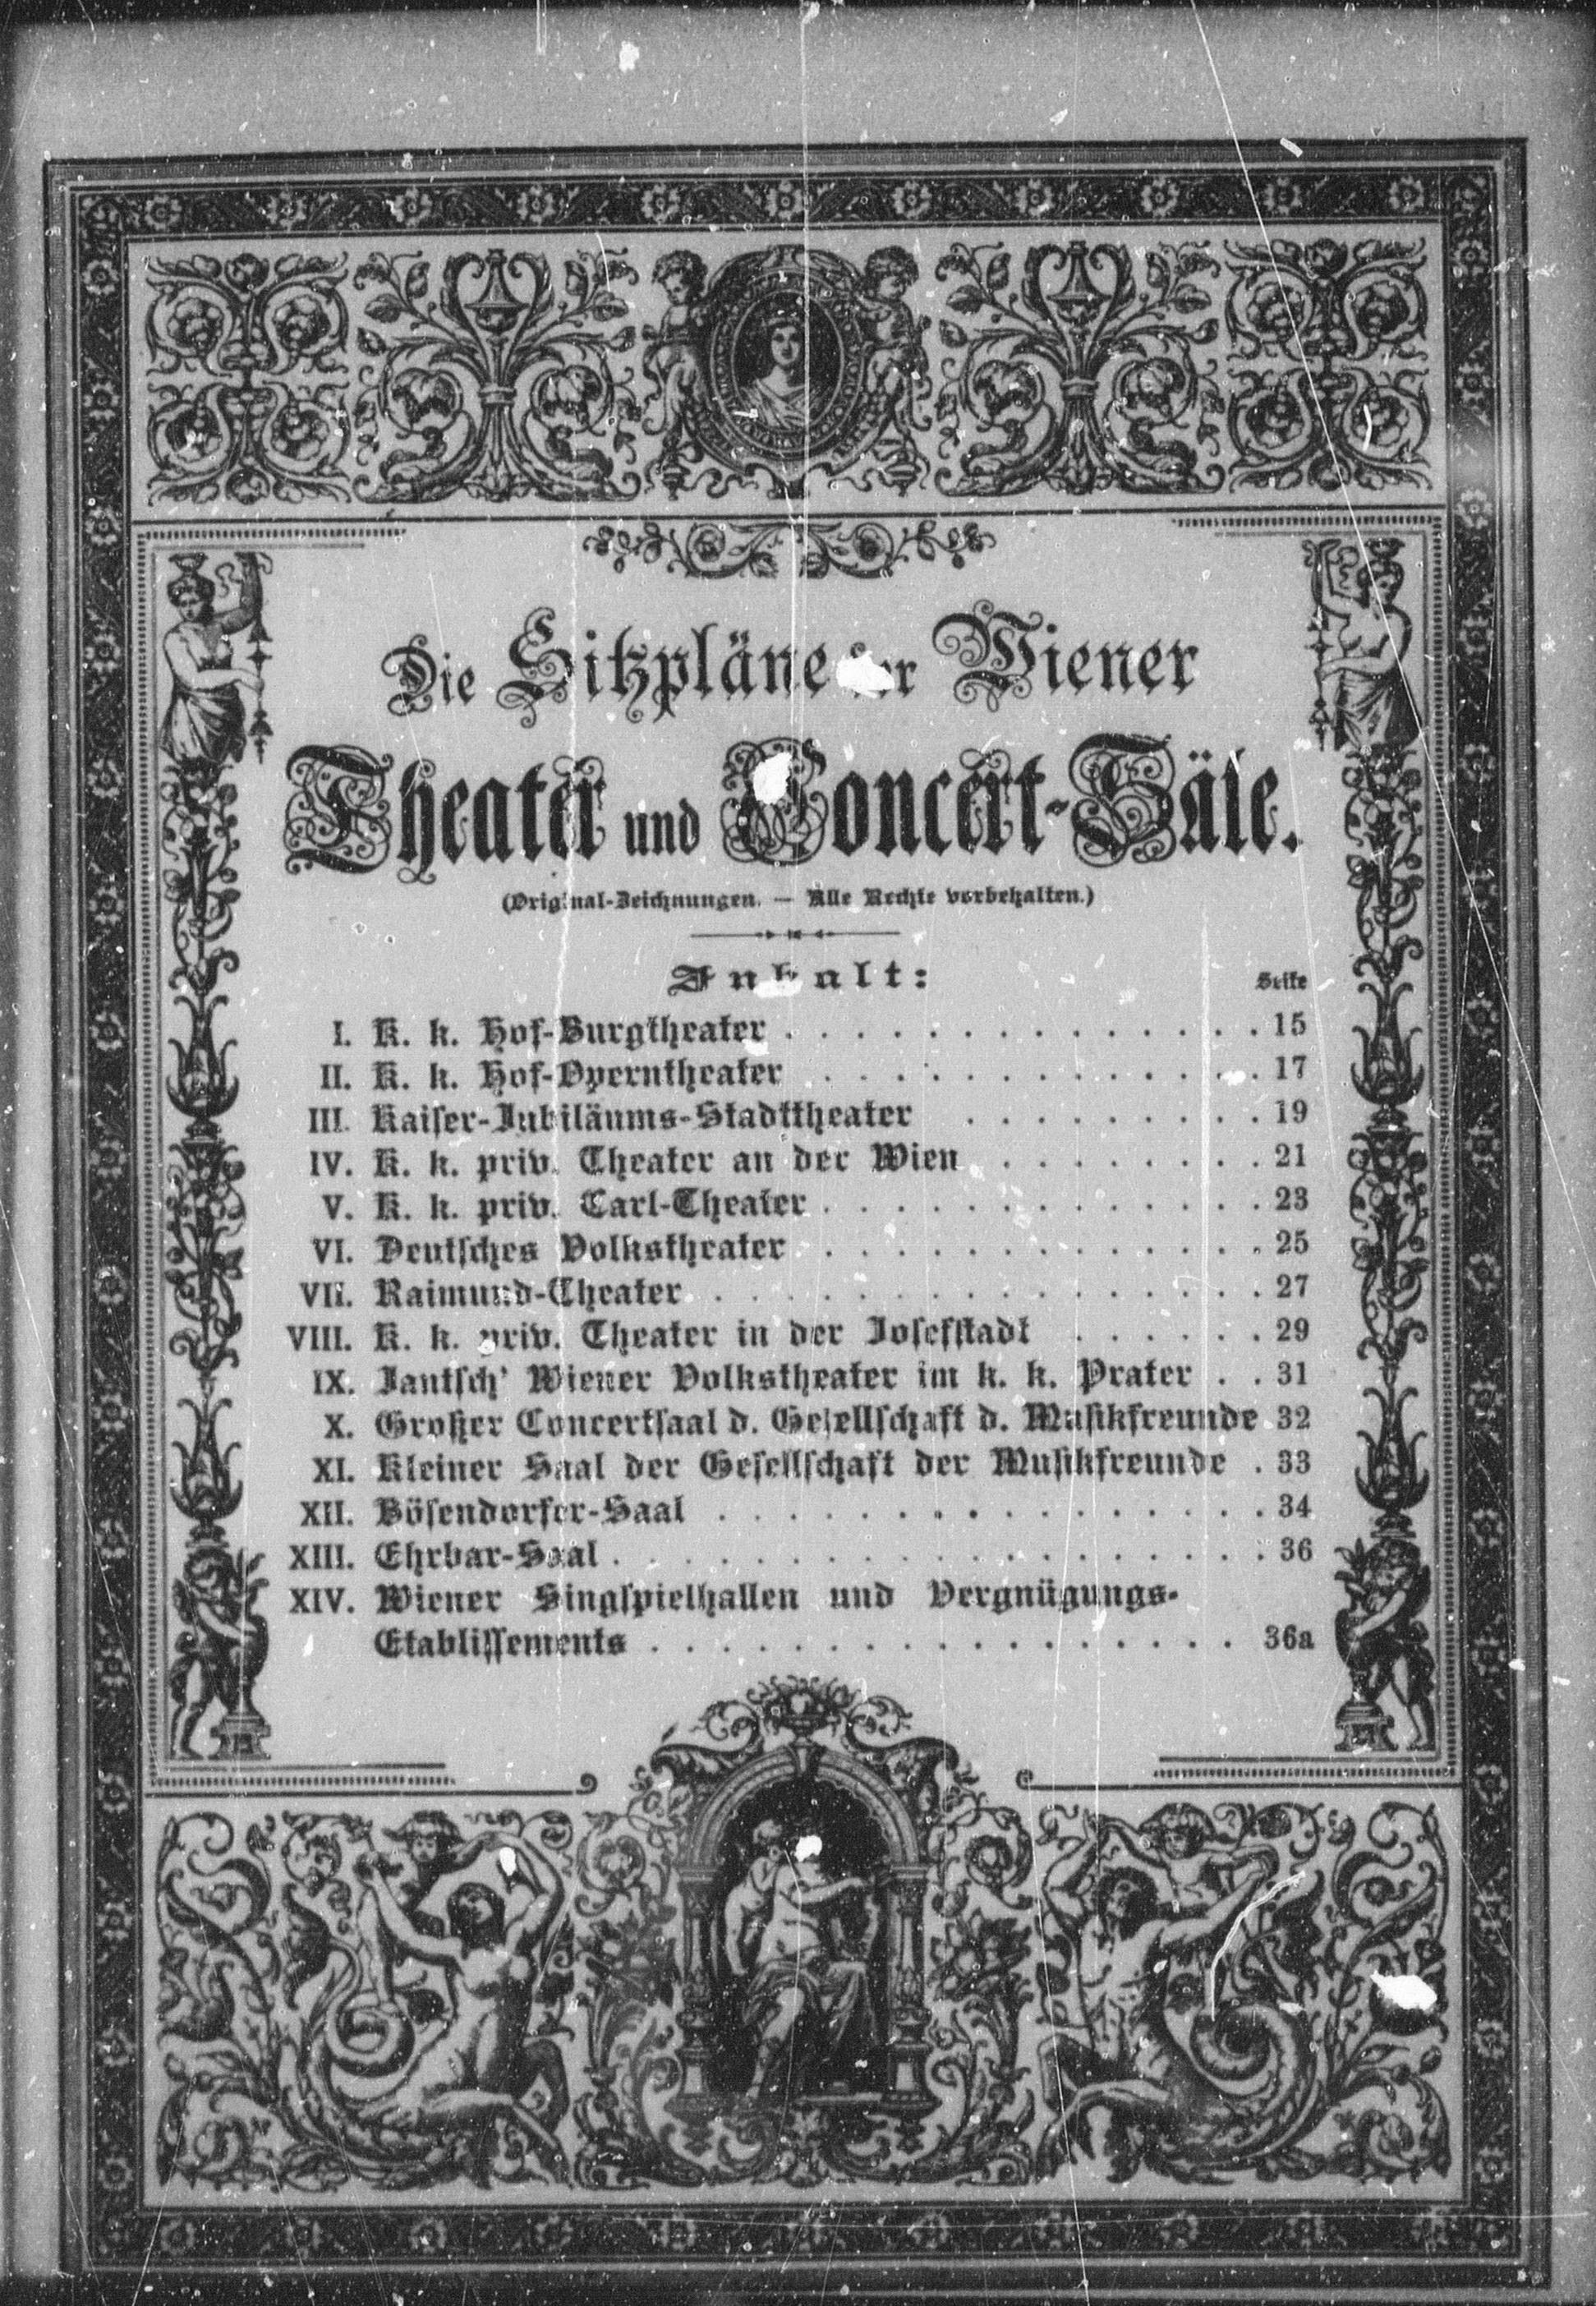 Die Sitzpläne der Wiener
Theater und Concert-Säle.
(Original-Zeichnungen. — Alle Rechte vorbehalten.)
Inhalt:
Seite
I. K. k. Hof-Burgtheater . . . . . . . . . . . . . . 15
II. K. k. Hof-Operntheater . . . . . . . . . . . . . 17
III. Kaiser-Jubiläums-Stadttheater . . . . . . . . . 19
IV. K. k. priv. Theater an der Wien . . . . . . . . 21
V. K. k. priv. Carl-Theater . . . . . . . . . . . . . 23
VI. Deutsches Volkstheater . . . . . . . . . . . . . 25
VII. Raimund-Theater . . . . . . . . . . . . . . . . 27
VIII. K. k. priv. Theater in der Josefstadt . . . . . . 29
IX. Jantsch' Wiener Volkstheater im k. k. Prater . . 31
X. Großer Concertsaal d. Gesellschaft d. Musikfreunde 32
XI. Kleiner Saal der Gesellschaft der Musikfreunde . 33
XII. Bösendorfer-Saal . . . . . . . . . . . . . . . . 34
XIII. Ehrbar-Saal . . . . . . . . . . . . . . . . . . . 36
XIV. Wiener Singspielhallen und Vergnügungs-
Etablissements . . . . . . . . . . . . . . . . . 36a